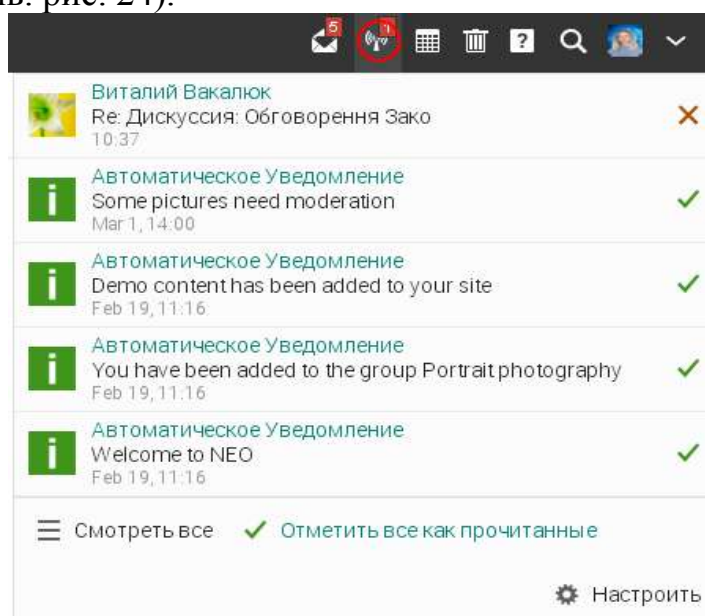 рис. 24).
5
?
Виталий Вакалюк
Re: Дискуссия: Обговорення Зако
10:37
Автоматическое Уведомление
Some pictures need moderation
Mar 1, 14:00
Автоматическое Уведомление
Demo content has been added to your site
Feb 19, 11:16
Автоматическое Уведомление
You have been added to the group Portrait photography
Feb 19, 11:16
Автоматическое Уведомление
Welcome to NEO
Feb 19, 11:16
Смотреть все Отметить все как прочитанные
Настроить